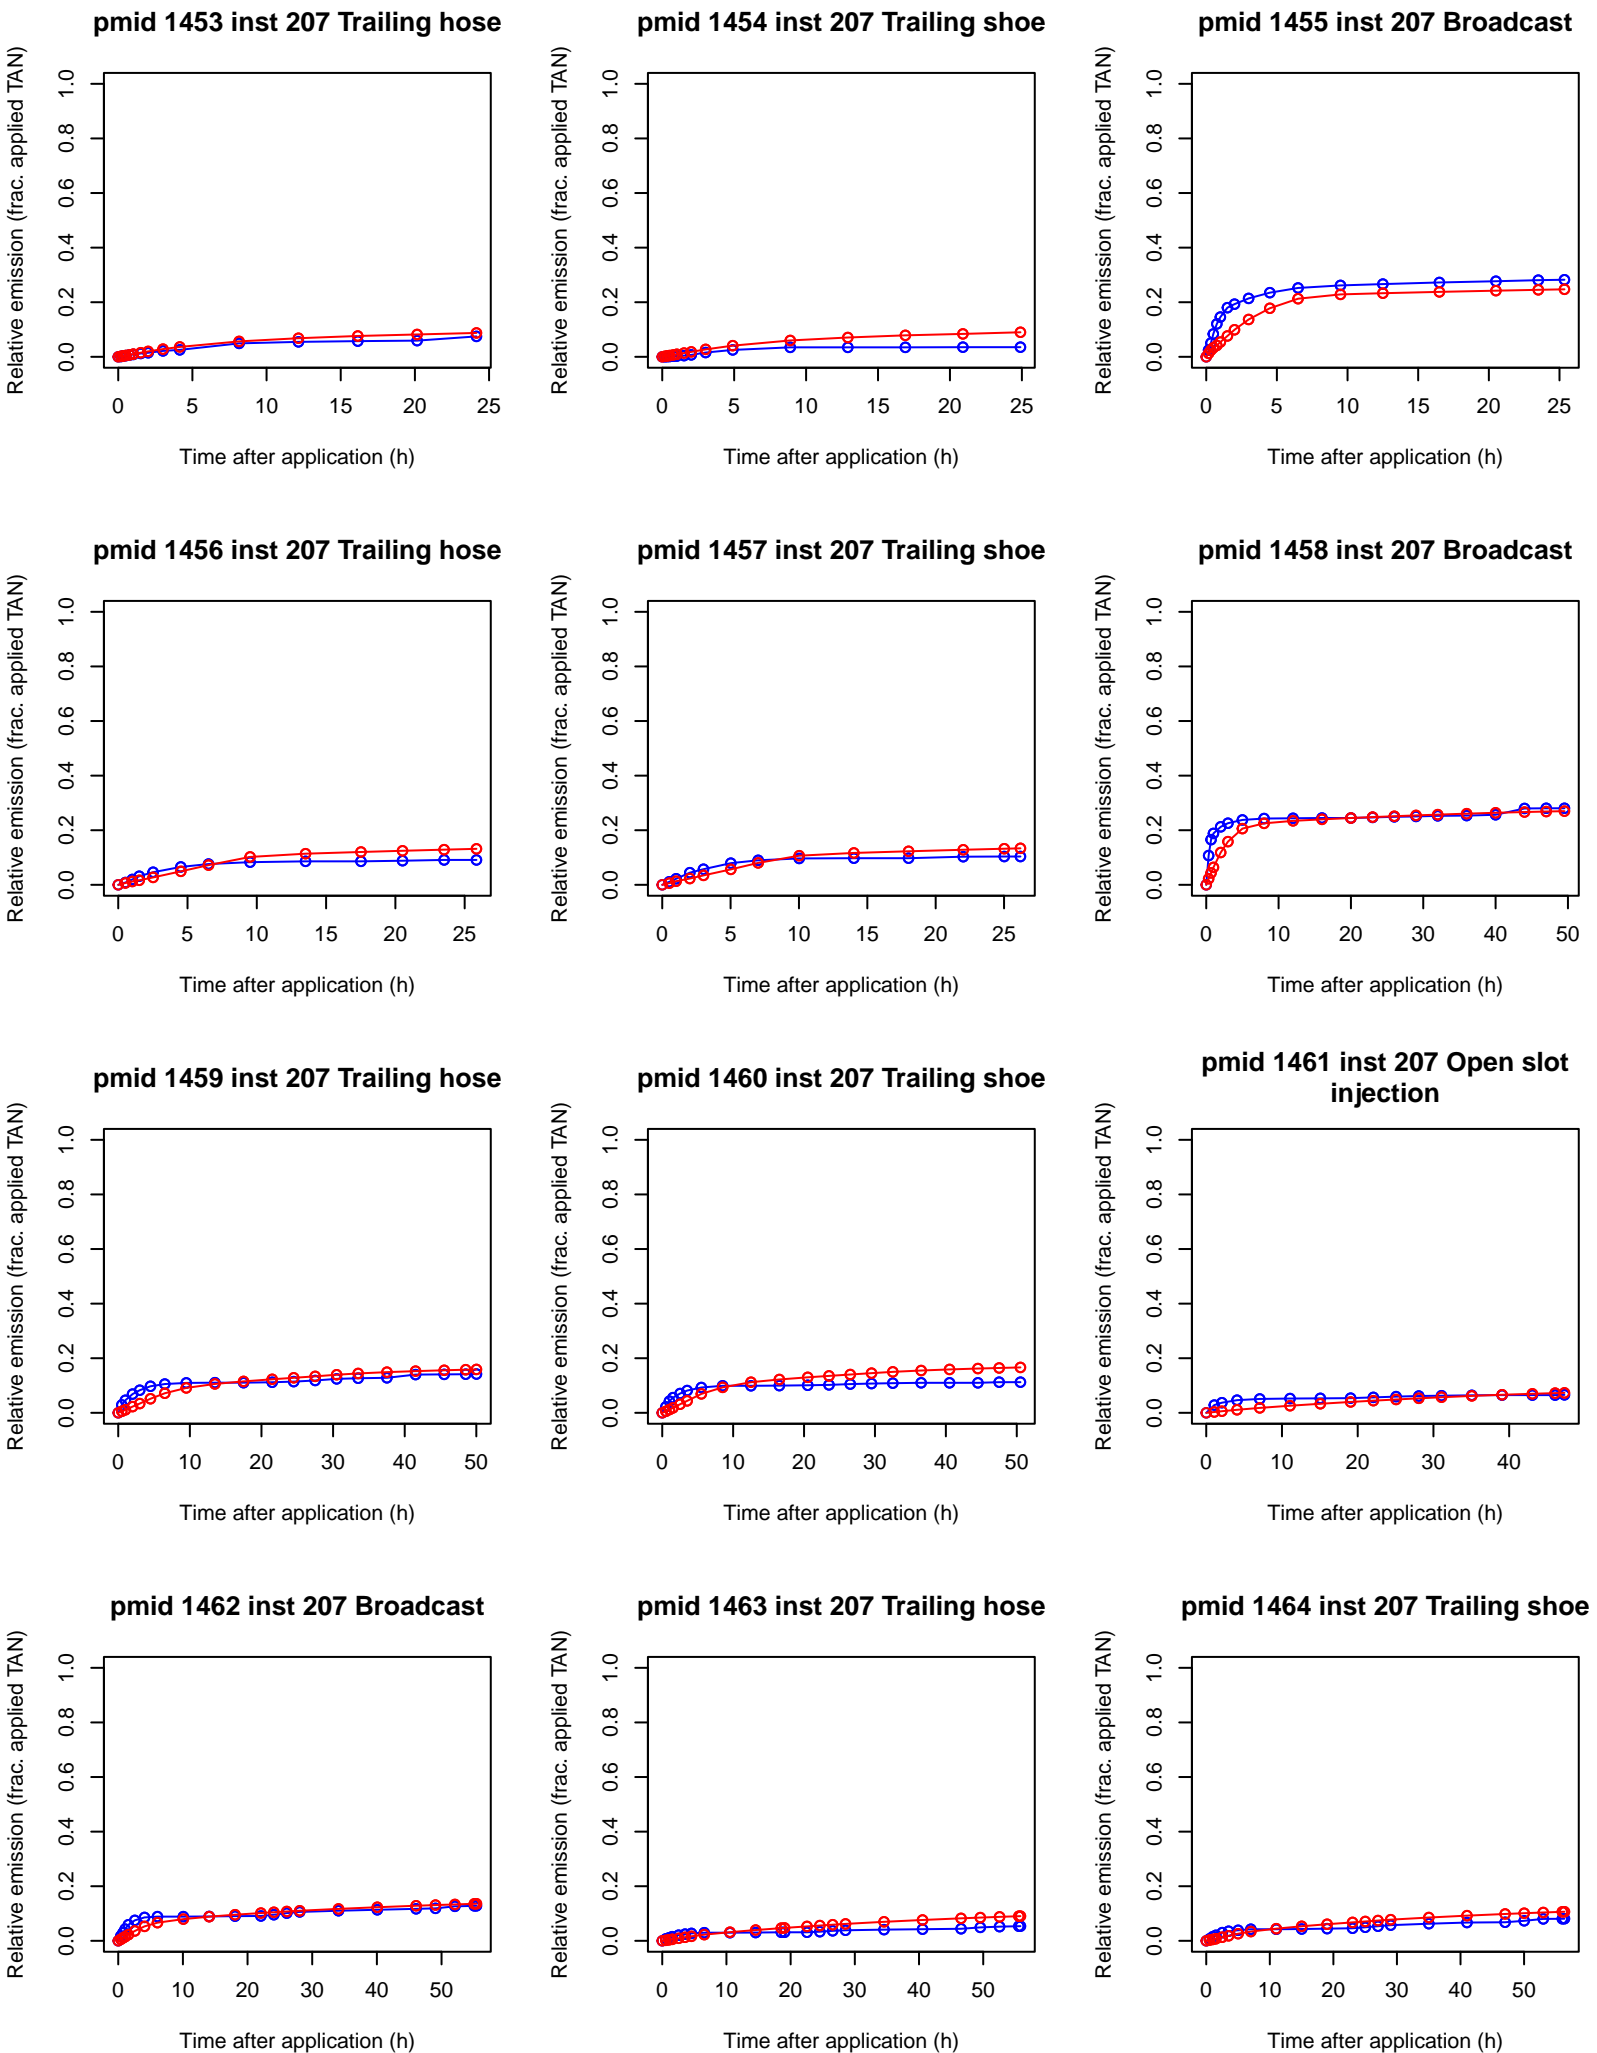 pmid 1453 inst 207 Trailing hose
Relative emission (frac. applied TAN)
0.0 0.2 0.4 0.6 0.8 1.0
0 5 10 15 20 25
Time after application (h)
pmid 1454 inst 207 Trailing shoe
Relative emission (frac. applied TAN)
0.0 0.2 0.4 0.6 0.8 1.0
0 5 10 15 20 25
Time after application (h)
pmid 1455 inst 207 Broadcast
Relative emission (frac. applied TAN)
0.0 0.2 0.4 0.6 0.8 1.0
0 5 10 15 20 25
Time after application (h)
pmid 1456 inst 207 Trailing hose
Relative emission (frac. applied TAN)
0.0 0.2 0.4 0.6 0.8 1.0
0 5 10 15 20 25
Time after application (h)
pmid 1457 inst 207 Trailing shoe
Relative emission (frac. applied TAN)
0.0 0.2 0.4 0.6 0.8 1.0
0 5 10 15 20 25
Time after application (h)
pmid 1458 inst 207 Broadcast
Relative emission (frac. applied TAN)
0.0 0.2 0.4 0.6 0.8 1.0
0 10 20 30 40 50
Time after application (h)
pmid 1459 inst 207 Trailing hose
Relative emission (frac. applied TAN)
0.0 0.2 0.4 0.6 0.8 1.0
0 10 20 30 40 50
Time after application (h)
pmid 1460 inst 207 Trailing shoe
Relative emission (frac. applied TAN)
0.0 0.2 0.4 0.6 0.8 1.0
0 10 20 30 40 50
Time after application (h)
pmid 1461 inst 207 Open slot
injection
Relative emission (frac. applied TAN)
0.0 0.2 0.4 0.6 0.8 1.0
0 10 20 30 40
Time after application (h)
pmid 1462 inst 207 Broadcast
Relative emission (frac. applied TAN)
0.0 0.2 0.4 0.6 0.8 1.0
0 10 20 30 40 50
Time after application (h)
pmid 1463 inst 207 Trailing hose
Relative emission (frac. applied TAN)
0.0 0.2 0.4 0.6 0.8 1.0
0 10 20 30 40 50
Time after application (h)
pmid 1464 inst 207 Trailing shoe
Relative emission (frac. applied TAN)
0.0 0.2 0.4 0.6 0.8 1.0
0 10 20 30 40 50
Time after application (h)